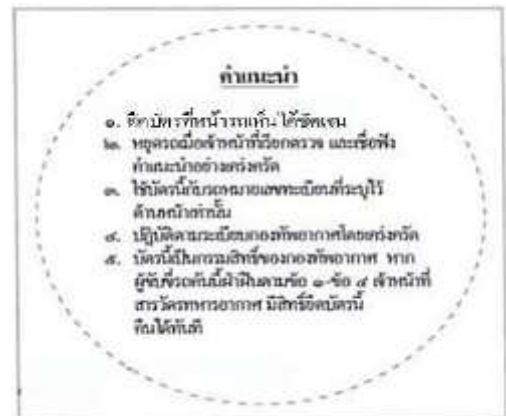 คำแนะนำ
๑. ติดบัตรที่หน้ารถเห็นได้ชัดเจน
๒. หยุดรถเมื่อเจ้าหน้าที่เรียกตรวจ และเชื่อฟัง
คำแนะนำอย่างเคร่งครัด
๓. ใช้บัตรนี้กับรถหมายเลขทะเบียนที่ระบุไว้
ด้านหน้าเท่านั้น
๔. ปฏิบัติตามระเบียบกองทัพอากาศโดยเคร่งครัด
๕. บัตรนี้เป็นกรรมสิทธิ์ของกองทัพอากาศ หาก
ผู้ขับขี่รถคันนี้ฝ่าฝืนตามข้อ ๑-ข้อ ๔ เจ้าหน้าที่
สารวัตรทหารอากาศ มีสิทธิ์ยึดบัตรนี้
คืนได้ทันที